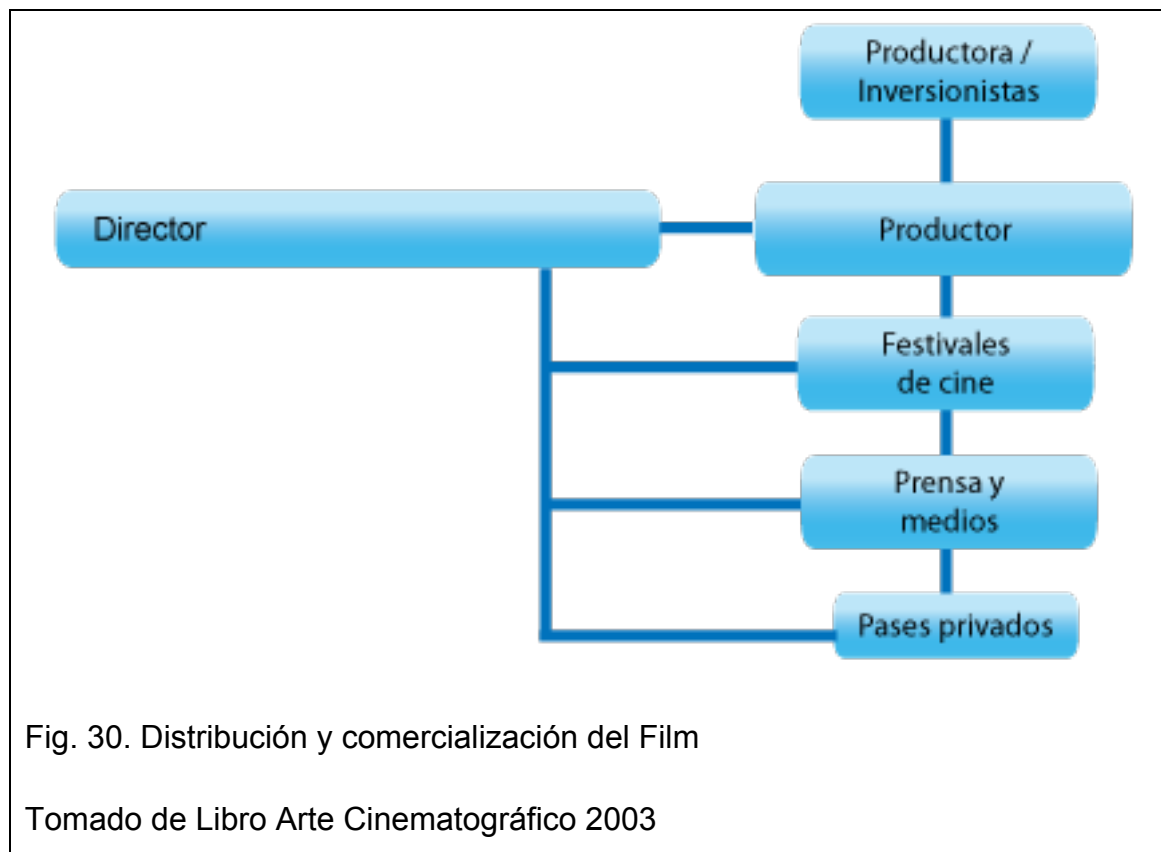 Productora /
Inversionistas
Director
Productor
Festivales
de cine
Prensa y
medios
Pases privados
Fig. 30. Distribución y comercialización del Film
Tomado de Libro Arte Cinematográfico 2003